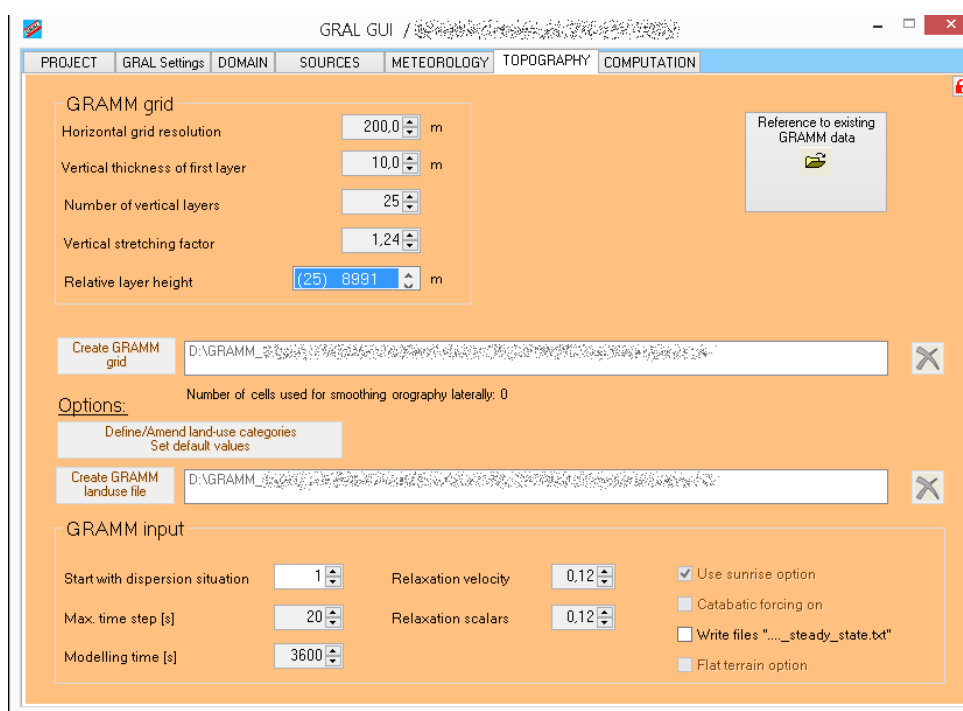 GRAL GUI /
PROJECT GRAL Settings DOMAIN SOURCES METEOROLOGY TOPOGRAPHY COMPUTATION
GRAMM grid
Horizontal grid resolution 200,0 m
Vertical thickness of first layer 10,0 m
Number of vertical layers 25
Vertical stretching factor 1,24
Relative layer height (25) 8991 m
Reference to existing
GRAMM data
Create GRAMM
grid
D:\GRAMM_
Number of cells used for smoothing orography laterally: 0
Options:
Define/Amend land-use categories
Set default values
Create GRAMM
landuse file
D:\GRAMM_
GRAMM input
Start with dispersion situation 1 Relaxation velocity 0,12 Use sunrise option
Catabatic forcing on
Max. time step [s] 20 Relaxation scalars 0,12
Write files "...._steady_state.txt"
Modelling time [s] 3600
Flat terrain option